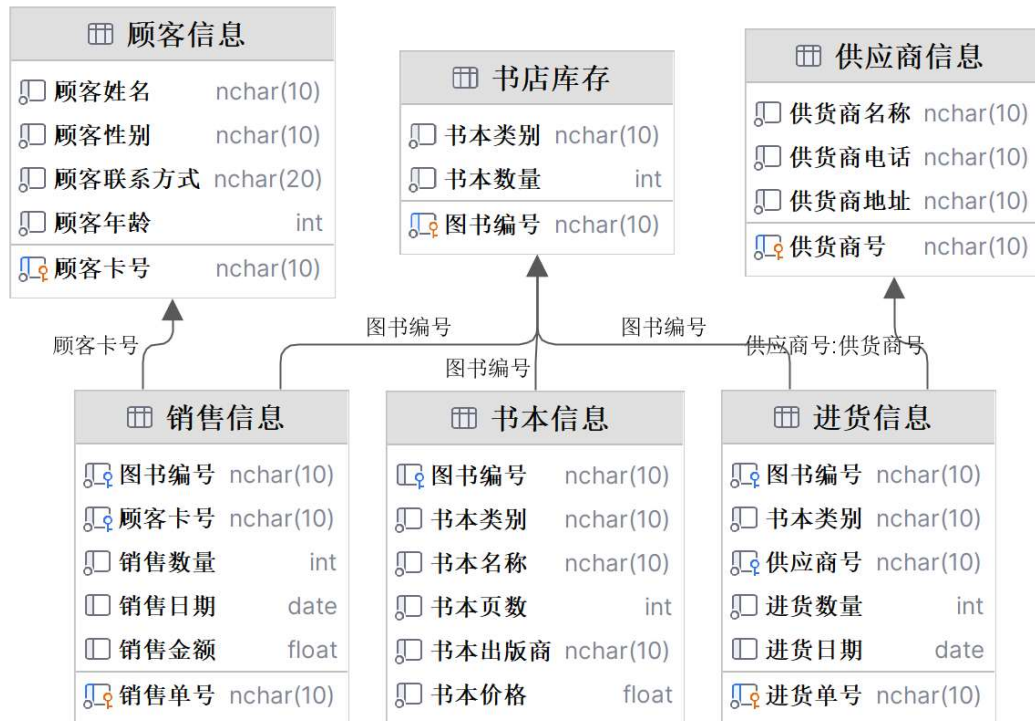 顾客信息
顾客姓名 nchar(10)
顾客性别 nchar(10)
顾客联系方式 nchar(20)
顾客年龄 int
顾客卡号 nchar(10)
书店库存
书本类别 nchar(10)
书本数量 int
图书编号 nchar(10)
供应商信息
供货商名称 nchar(10)
供货商电话 nchar(10)
供货商地址 nchar(10)
供货商号 nchar(10)
顾客卡号
图书编号
图书编号
图书编号
供应商号:供货商号
销售信息
图书编号 nchar(10)
顾客卡号 nchar(10)
销售数量 int
销售日期 date
销售金额 float
销售单号 nchar(10)
书本信息
图书编号 nchar(10)
书本类别 nchar(10)
书本名称 nchar(10)
书本页数 int
书本出版商 nchar(10)
书本价格 float
进货信息
图书编号 nchar(10)
书本类别 nchar(10)
供应商号 nchar(10)
进货数量 int
进货日期 date
进货单号 nchar(10)